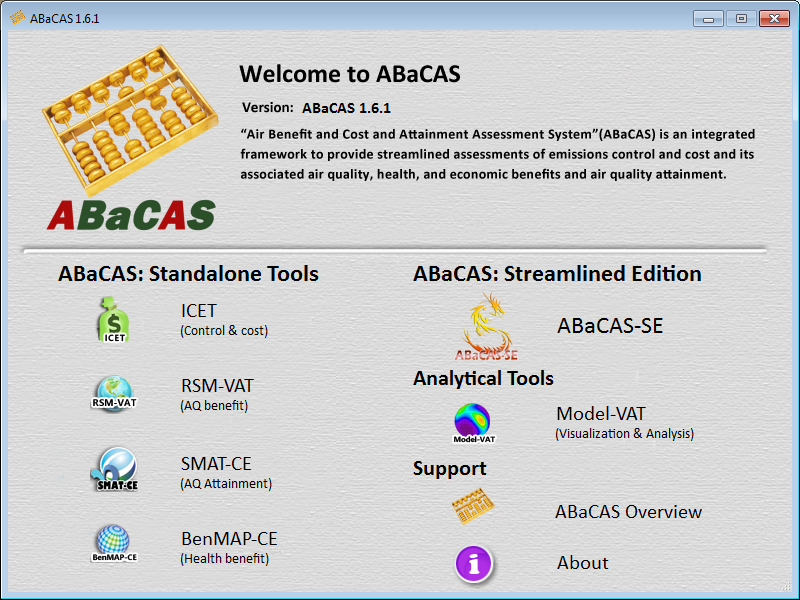 ABaCAS 1.6.1
Welcome to ABaCAS
Version: ABaCAS 1.6.1
“Air Benefit and Cost and Attainment Assessment System”(ABaCAS) is an integrated
framework to provide streamlined assessments of emissions control and cost and its
associated air quality, health, and economic benefits and air quality attainment.
ABaCAS
ABaCAS: Standalone Tools
ICET
ICET
(Control & cost)
RSM-VAT
RSM-VAT
(AQ benefit)
SMAT-CE
SMAT-CE
(AQ Attainment)
BenMAP-CE
BenMAP-CE
(Health benefit)
ABaCAS: Streamlined Edition
ABaCAS-SE
ABaCAS-SE
Analytical Tools
Model-VAT
Model-VAT
(Visualization & Analysis)
Support
ABaCAS Overview
i
About